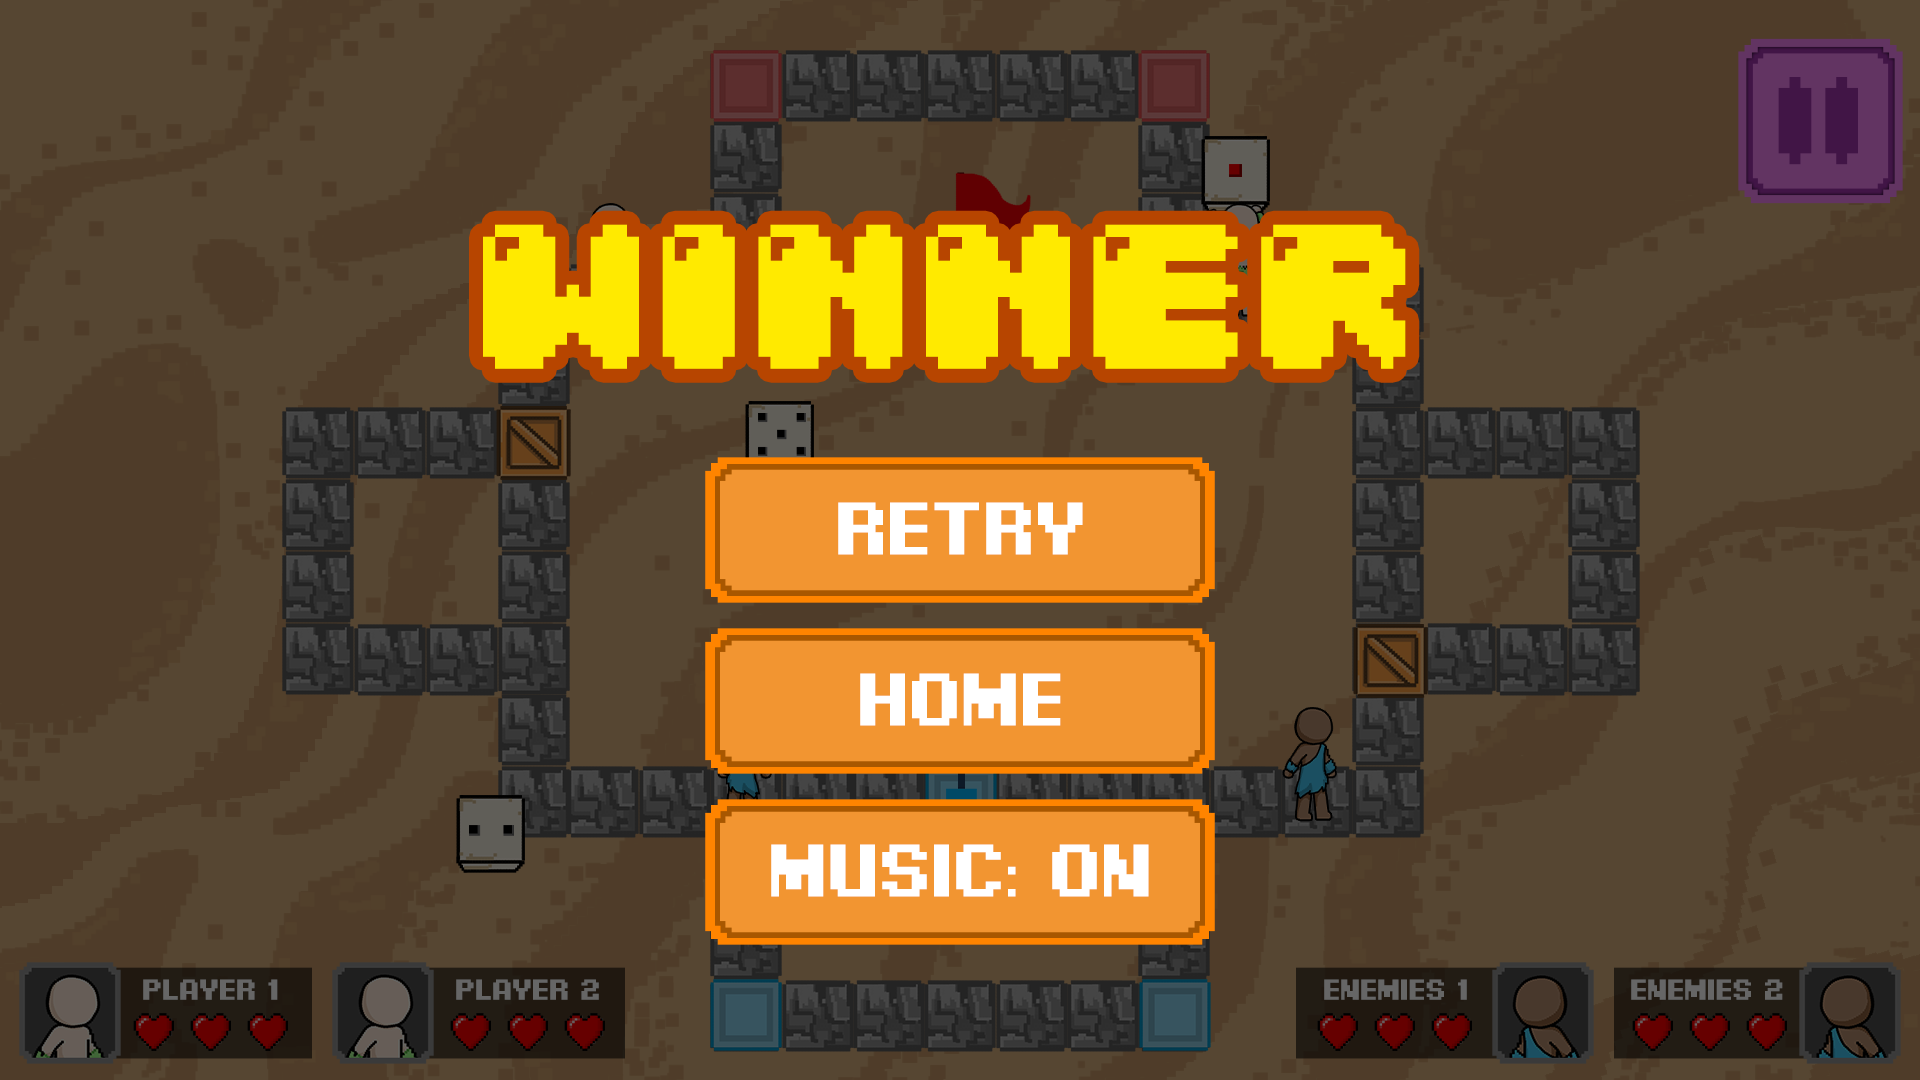 WINNER
RETRY
HOME
MUSIC: ON
PLAYER 1
PLAYER 2
ENEMIES 1
ENEMIES 2